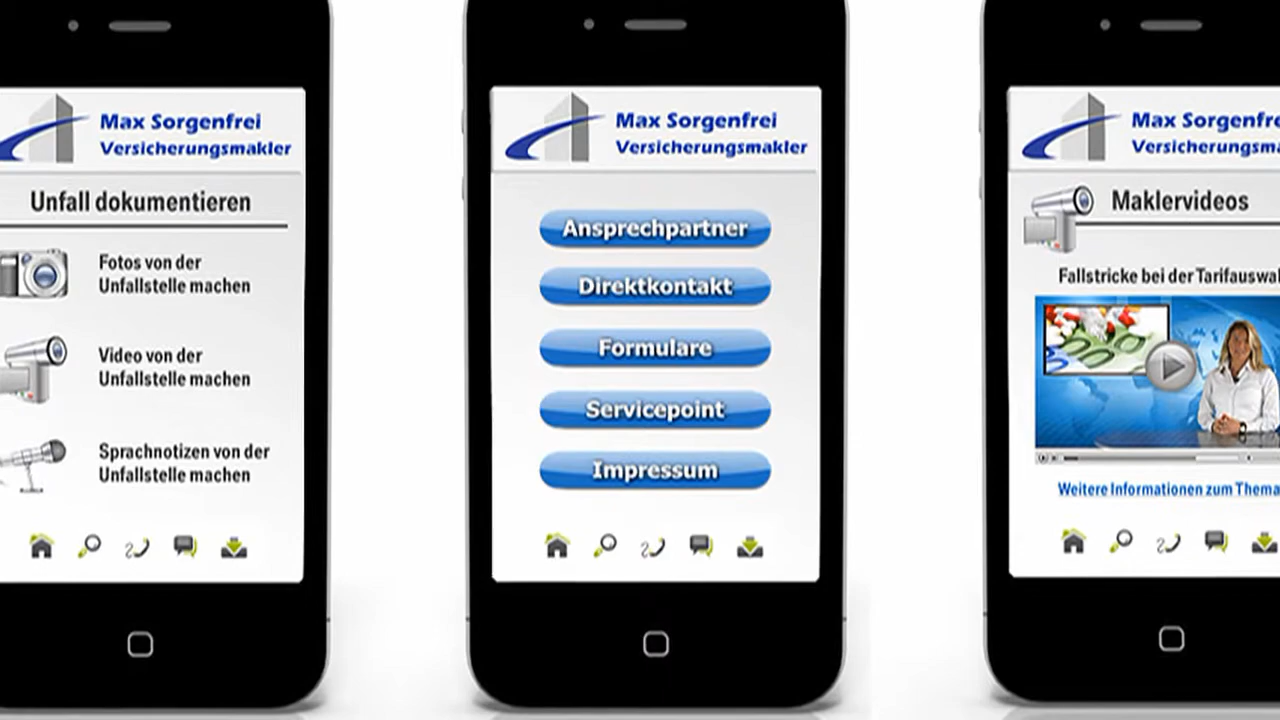 Max Sorgenfrei
Versicherungsmakler
Unfall dokumentieren
Fotos von der
Unfallstelle machen
Video von der
Unfallstelle machen
Sprachnotizen von der
Unfallstelle machen
Max Sorgenfrei
Versicherungsmakler
Ansprechpartner
Direktkontakt
Formulare
Servicepoint
Impressum
Max Sorgenfre
Versicherungsma
Maklervideos
Fallstricke bei der Tarifauswa
Weitere Informationen zum Thema